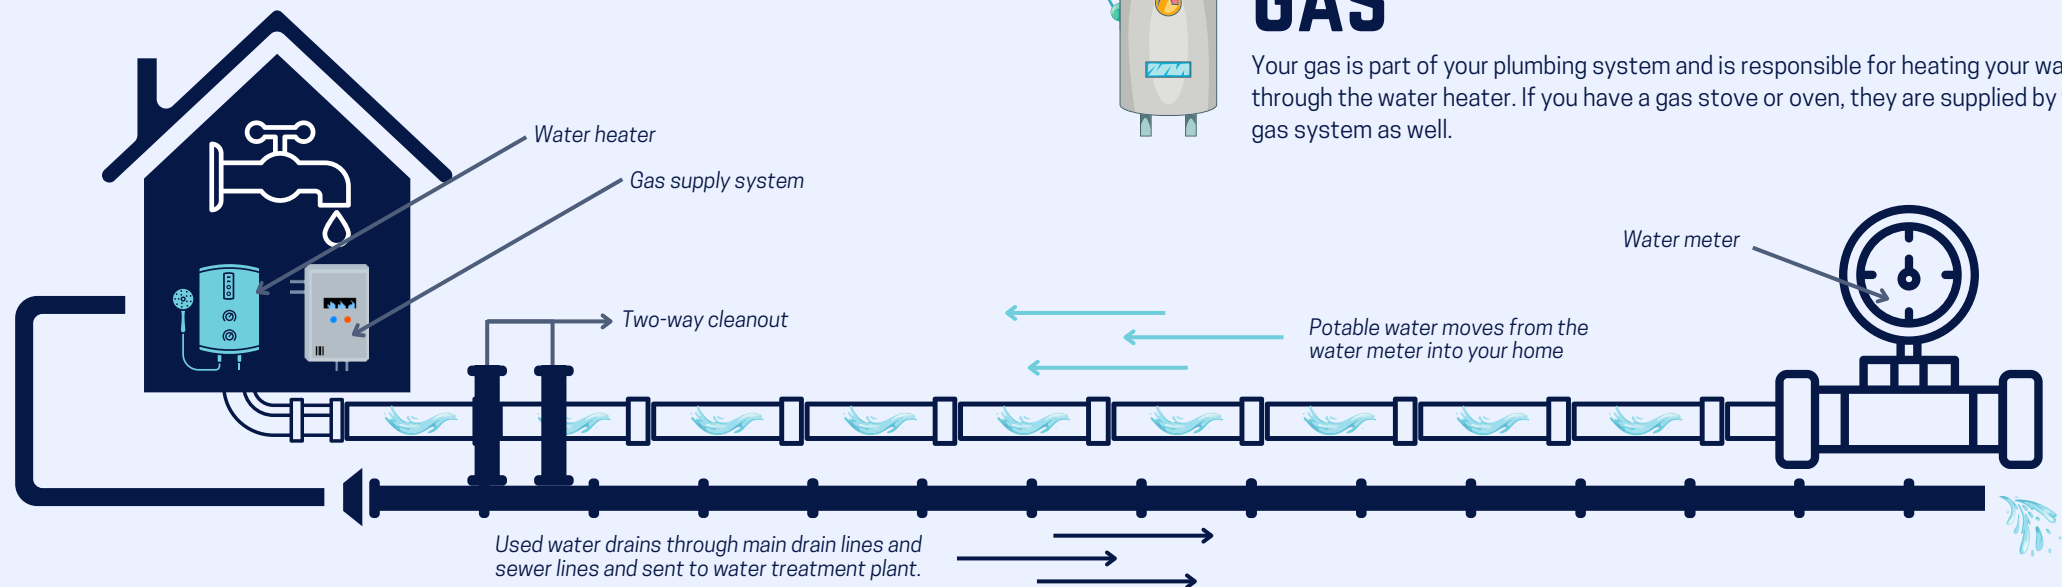 GAS
Your gas is part of your plumbing system and is responsible for heating your
through the water heater. If you have a gas stove or oven, they are supplied by
gas system as well.
Water heater
Gas supply system
Water meter
Two-way cleanout
Potable water moves from the
water meter into your home
Used water drains through main drain lines and
sewer lines and sent to water treatment plant.